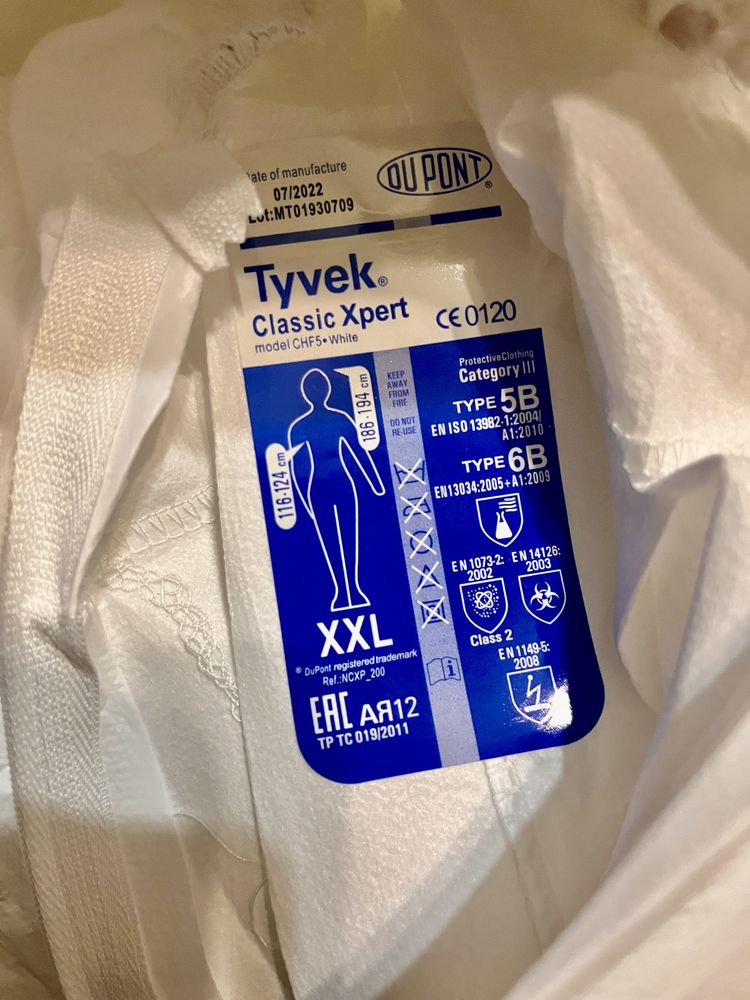 ate of manufacture
07/2022
Lot:MT01930709
DU PONT®
Tyvek®
Classic Xpert
model CHF5• White
CE 0120
186-194 cm
116-124 cm
XXL
® DuPont registered trademark
Ref.:NCXP_200
EAC АЯ12
TP TC 019/2011
KEEP
AWAY
FROM
FIRE
DO NOT
RE-USE
i
Protective Clothing
Category III
TYPE 5B
EN ISO 13982-1:2004/
A1:2010
TYPE 6B
EN13034:2005+A1:2009
EN 1073-2:
2002
Class 2
EN 14126:
2003
EN 1149-5:
2008